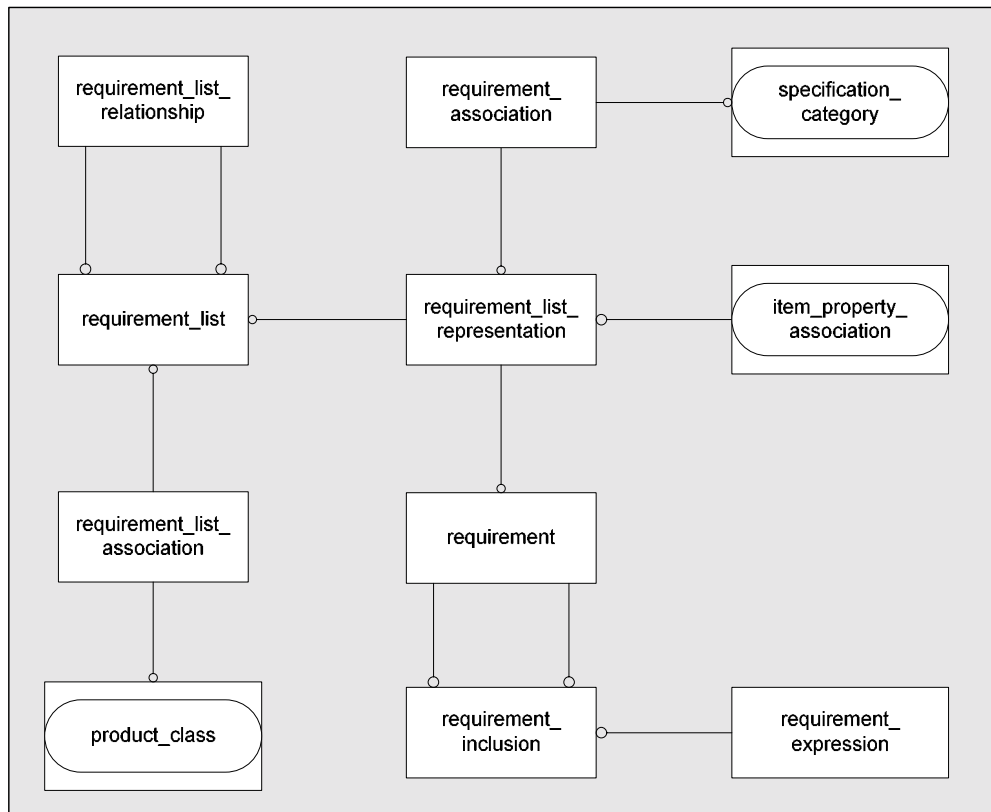 requirement_list_
relationship
requirement_
association
specification_
category
requirement_list
requirement_list_
representation
item_property_
association
requirement_list_
association
requirement
product_class
requirement_
inclusion
requirement_
expression